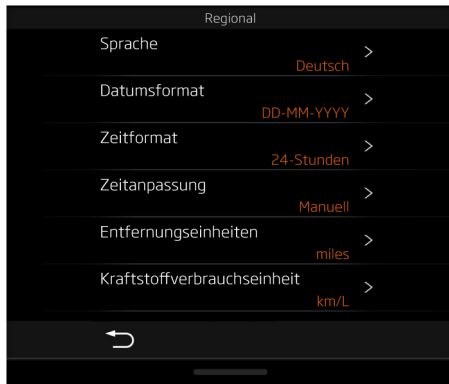 Regional
Sprache
Deutsch
Datumsformat
DD-MM-YYYY
Zeitformat
24-Stunden
Zeitanpassung
Manuell
Entfernungseinheiten
miles
Kraftstoffverbrauchseinheit
km/L